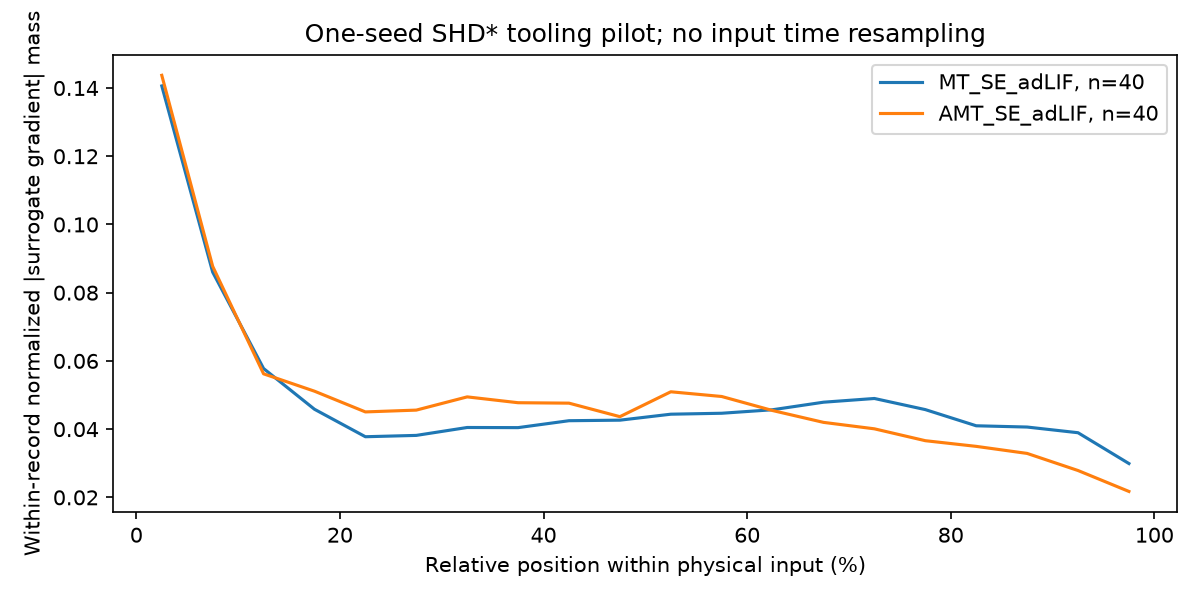 One-seed SHD* tooling pilot; no input time resampling
MT_SE_adLIF, n=40
AMT_SE_adLIF, n=40
Within-record normalized |surrogate gradient| mass
0.14
0.12
0.10
0.08
0.06
0.04
0.02
0
20
40
60
80
100
Relative position within physical input (%)